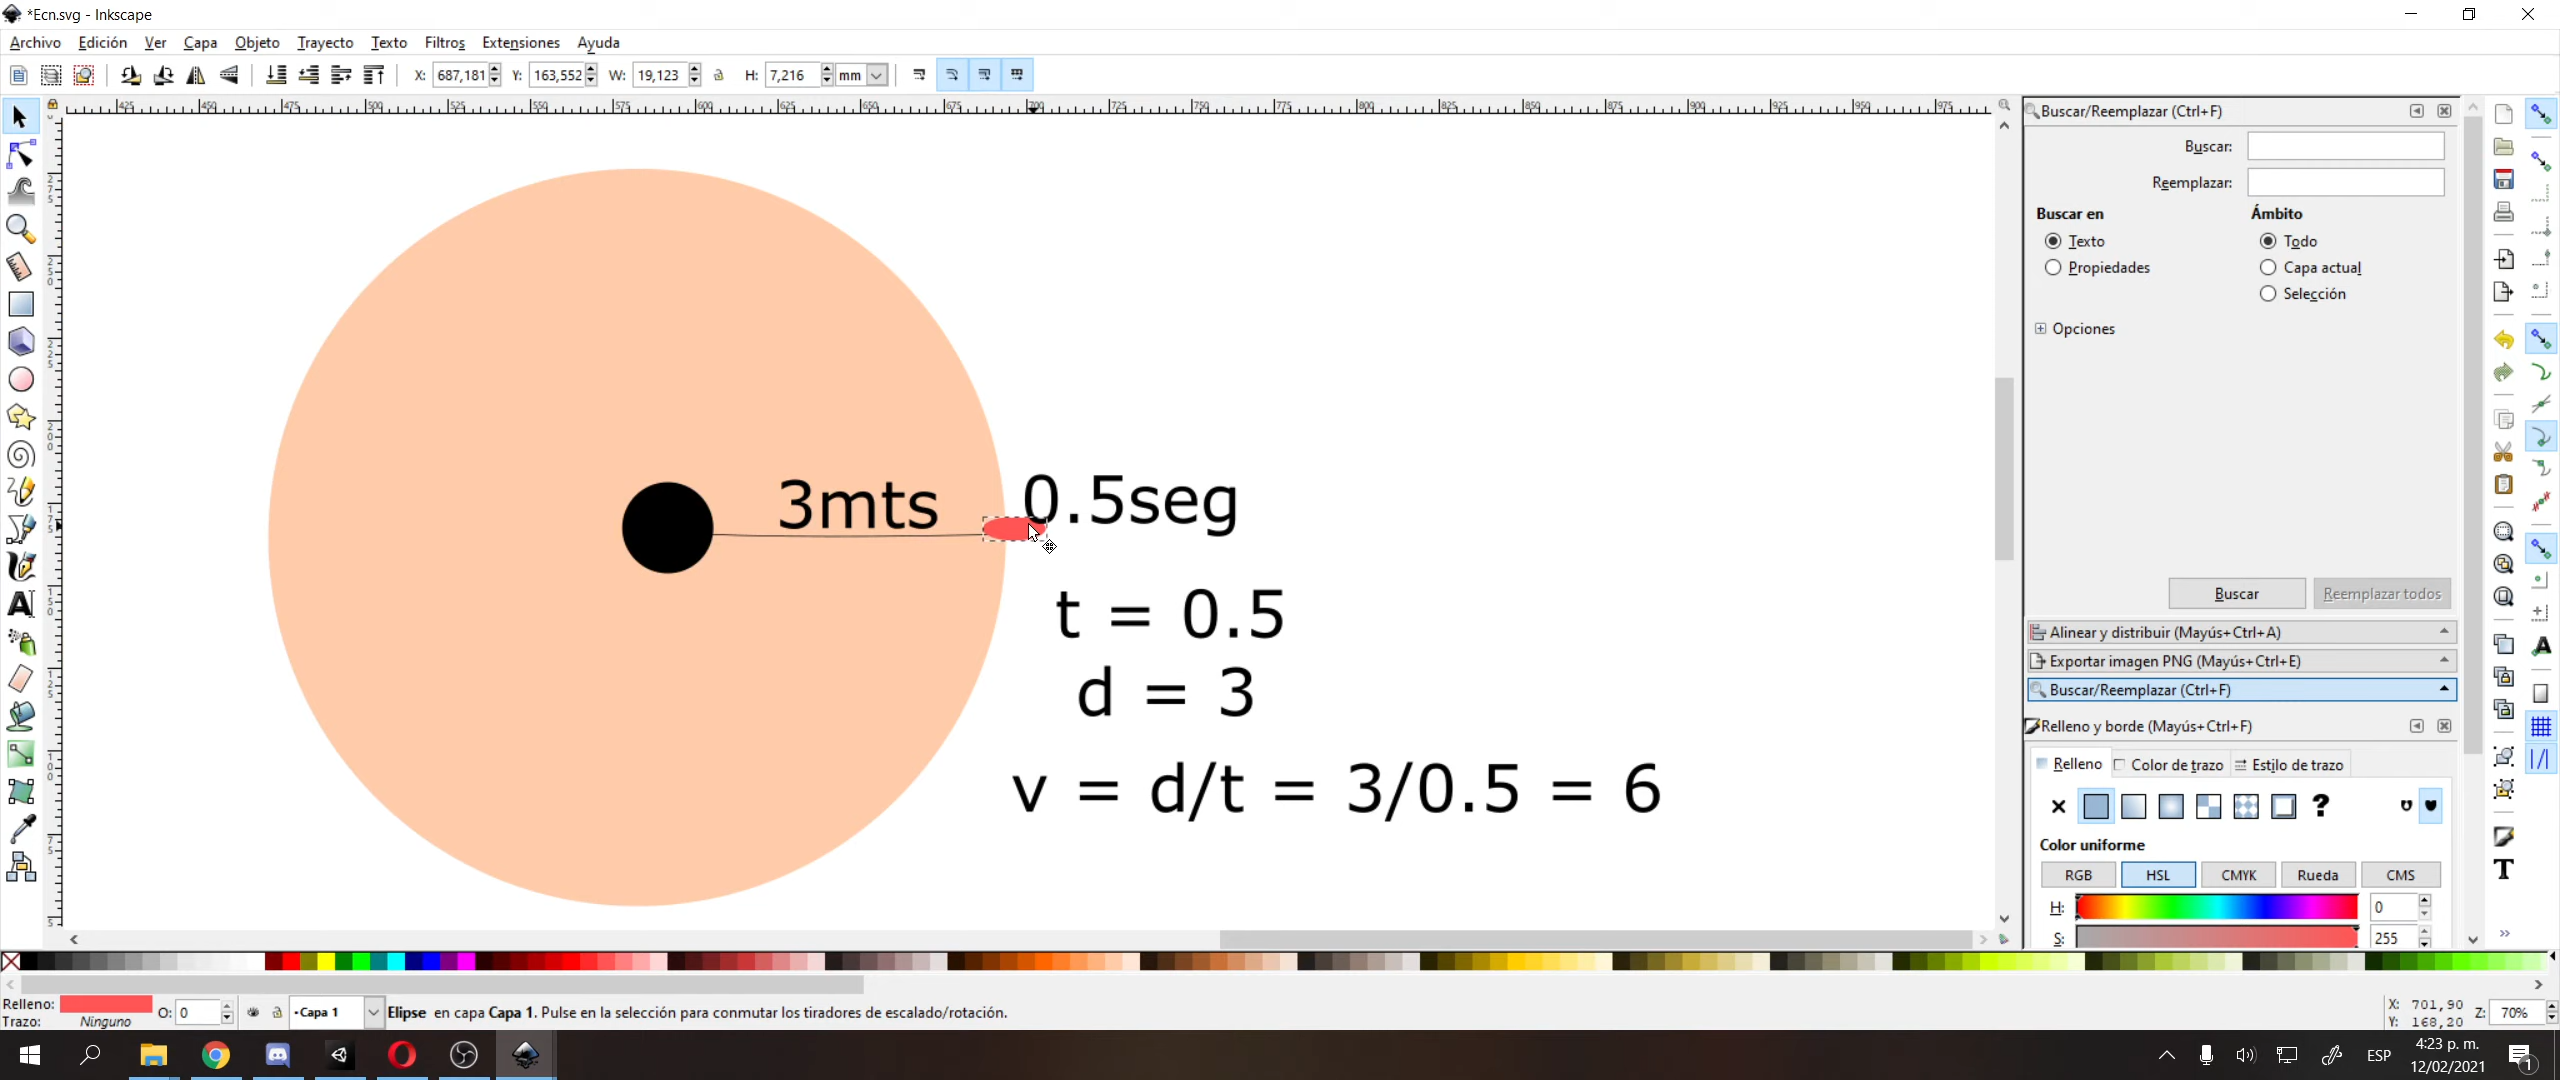 *Ecn.svg - Inkscape
Archivo Edición Ver Capa Objeto Trayecto Texto Filtros Extensiones Ayuda
X: 687,181 Y: 163,552 W: 19,123 H: 7,216 mm
Buscar/Reemplazar (Ctrl+F)
Buscar:
Reemplazar:
Buscar en Ámbito
Texto Todo
Propiedades Capa actual
Selección
Opciones
3mts 0.5seg
t = 0.5
d = 3
v = d/t = 3/0.5 = 6
Buscar Reemplazar todos
Alinear y distribuir (Mayús+Ctrl+A)
Exportar imagen PNG (Mayús+Ctrl+E)
Buscar/Reemplazar (Ctrl+F)
Relleno y borde (Mayús+Ctrl+F)
Relleno Color de trazo Estilo de trazo
Color uniforme
RGB HSL CMYK Rueda CMS
H: 0
S: 255
Relleno: O: 0 •Capa 1 Elipse en capa Capa 1. Pulse en la selección para conmutar los tiradores de escalado/rotación.
Trazo: Ninguno
X: 701,90 Z: 70%
Y: 168,20
ESP 4:23 p. m.
12/02/2021
1